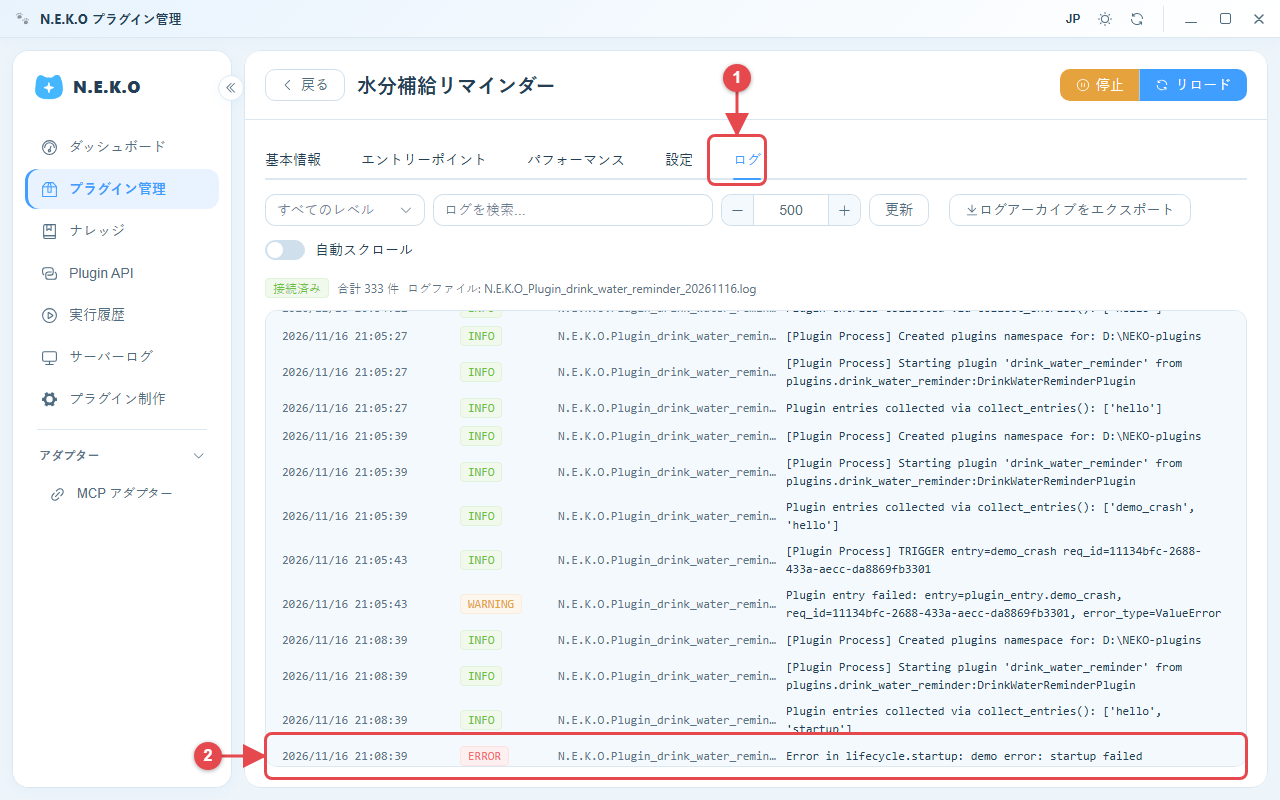 N.E.K.O プラグイン管理
JP
N.E.K.O
戻る
水分補給リマインダー
1
停止
リロード
ダッシュボード
プラグイン管理
ナレッジ
Plugin API
実行履歴
サーバーログ
プラグイン制作
アダプター
MCP アダプター
基本情報
エントリーポイント
パフォーマンス
設定
ログ
すべてのレベル
ログを検索...
500
更新
ログアーカイブをエクスポート
自動スクロール
接続済み 合計 333 件 ログファイル: N.E.K.O_Plugin_drink_water_reminder_20261116.log
2026/11/16 21:05:27 INFO N.E.K.O.Plugin_drink_water_remin… [Plugin Process] Created plugins namespace for: D:\NEKO-plugins
2026/11/16 21:05:27 INFO N.E.K.O.Plugin_drink_water_remin… [Plugin Process] Starting plugin 'drink_water_reminder' from
plugins.drink_water_reminder:DrinkWaterReminderPlugin
2026/11/16 21:05:27 INFO N.E.K.O.Plugin_drink_water_remin… Plugin entries collected via collect_entries(): ['hello']
2026/11/16 21:05:39 INFO N.E.K.O.Plugin_drink_water_remin… [Plugin Process] Created plugins namespace for: D:\NEKO-plugins
2026/11/16 21:05:39 INFO N.E.K.O.Plugin_drink_water_remin… [Plugin Process] Starting plugin 'drink_water_reminder' from
plugins.drink_water_reminder:DrinkWaterReminderPlugin
2026/11/16 21:05:39 INFO N.E.K.O.Plugin_drink_water_remin… Plugin entries collected via collect_entries(): ['demo_crash',
'hello']
2026/11/16 21:05:43 INFO N.E.K.O.Plugin_drink_water_remin… [Plugin Process] TRIGGER entry=demo_crash req_id=11134bfc-2688-
433a-aecc-da8869fb3301
2026/11/16 21:05:43 WARNING N.E.K.O.Plugin_drink_water_remin… Plugin entry failed: entry=plugin_entry.demo_crash,
req_id=11134bfc-2688-433a-aecc-da8869fb3301, error_type=ValueError
2026/11/16 21:08:39 INFO N.E.K.O.Plugin_drink_water_remin… [Plugin Process] Created plugins namespace for: D:\NEKO-plugins
2026/11/16 21:08:39 INFO N.E.K.O.Plugin_drink_water_remin… [Plugin Process] Starting plugin 'drink_water_reminder' from
plugins.drink_water_reminder:DrinkWaterReminderPlugin
2026/11/16 21:08:39 INFO N.E.K.O.Plugin_drink_water_remin… Plugin entries collected via collect_entries(): ['hello',
'startup']
2
2026/11/16 21:08:39 ERROR N.E.K.O.Plugin_drink_water_remin… Error in lifecycle.startup: demo error: startup failed